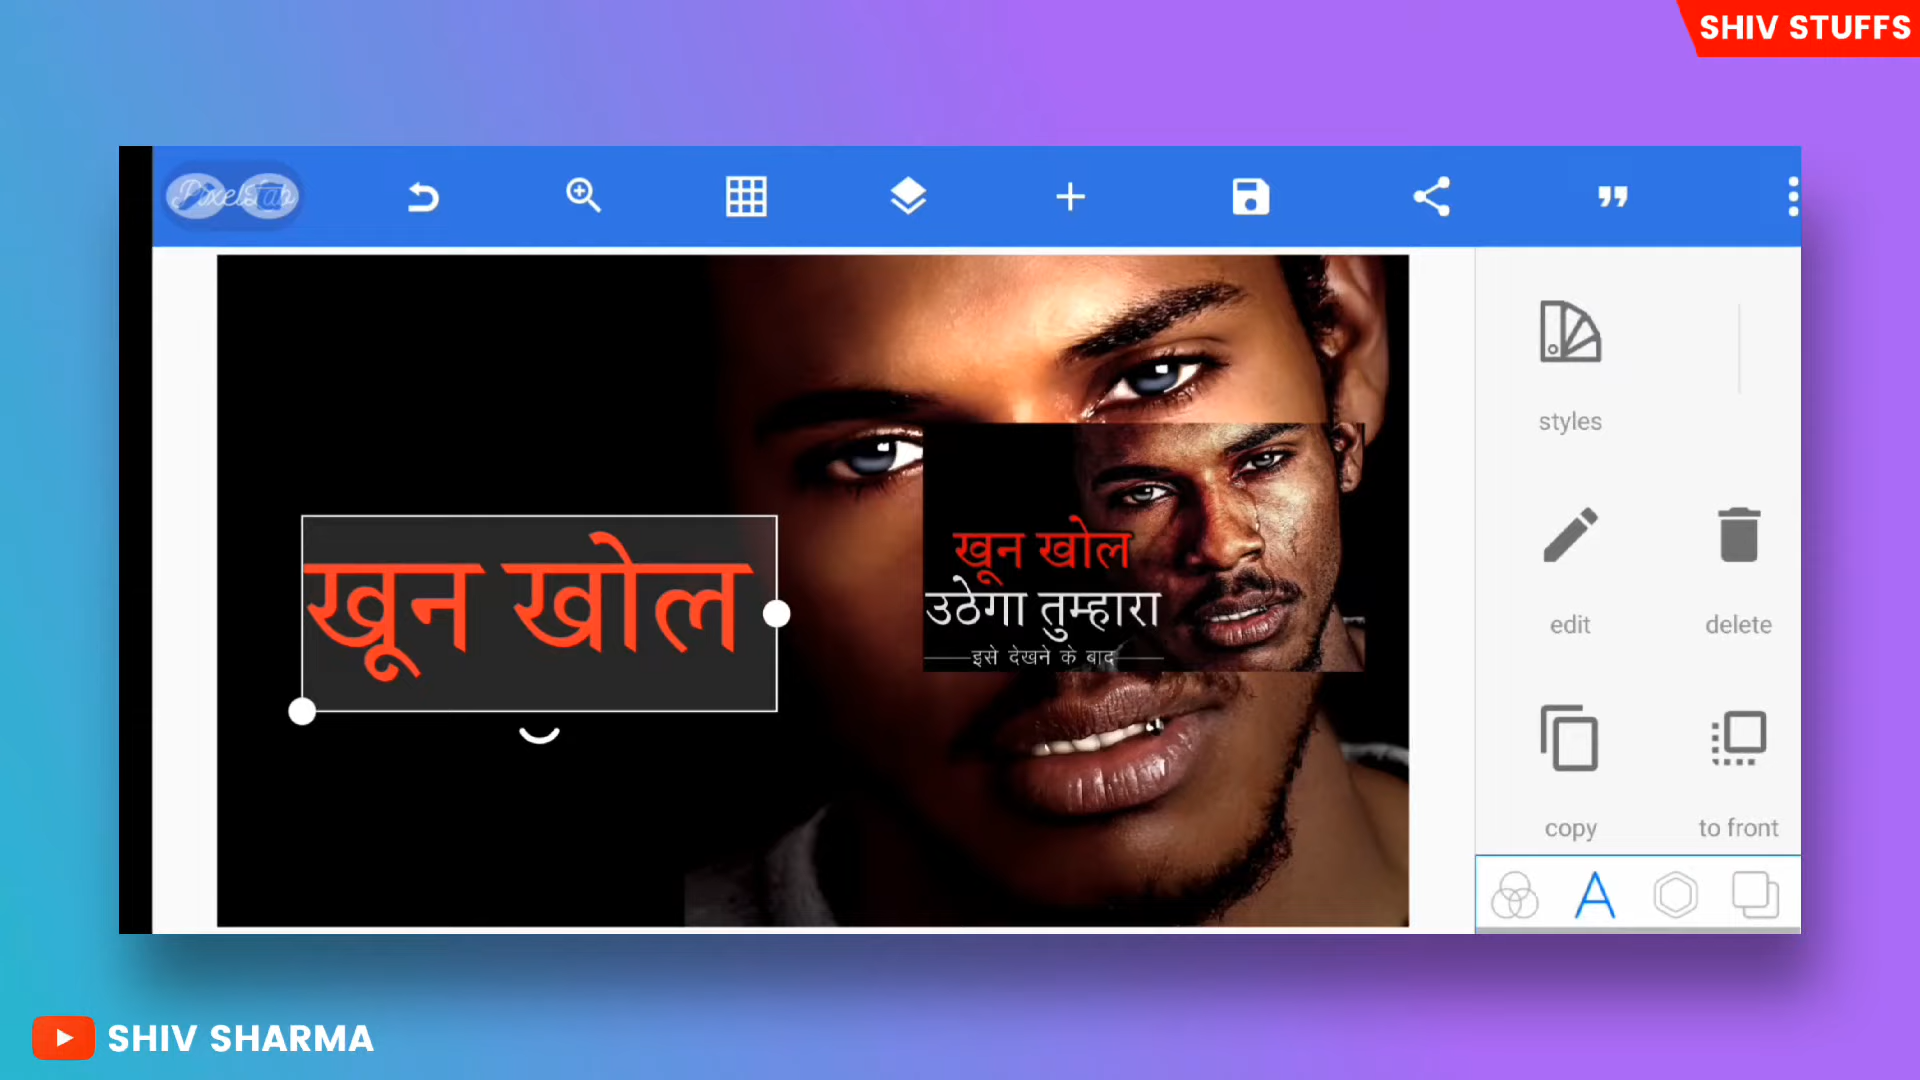 SHIV STUFFS
PixelLab
styles
खून खोल
खून खोल
उठेगा तुम्हारा
इसे देखने के बाद
edit
delete
copy
to front
SHIV SHARMA